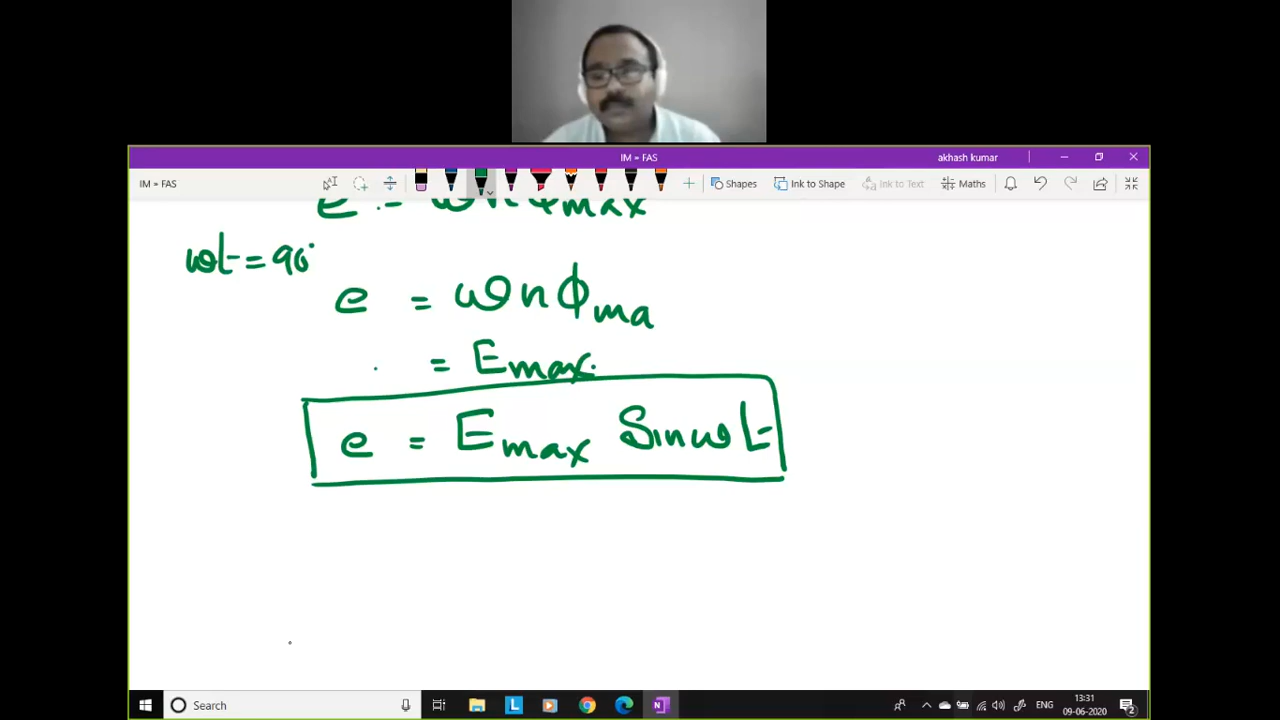 IM = FAS
akhash kumar
IM = FAS
Shapes
Ink to Shape
Ink to Text
Maths
ωt = 90°
e = ωnϕma
= Emax.
e = Emax Sinωt
Search
ENG
13:31
09-06-2020
2